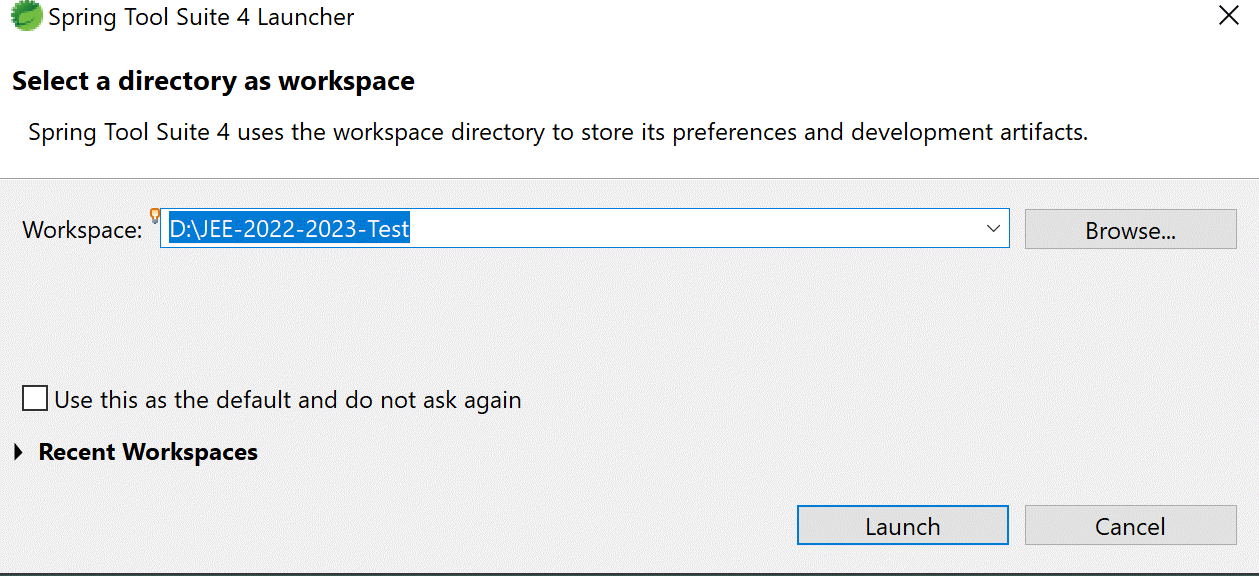 Spring Tool Suite 4 Launcher
Select a directory as workspace
Spring Tool Suite 4 uses the workspace directory to store its preferences and development artifacts.
Workspace: D:\JEE-2022-2023-Test Browse...
Use this as the default and do not ask again
Recent Workspaces
Launch Cancel